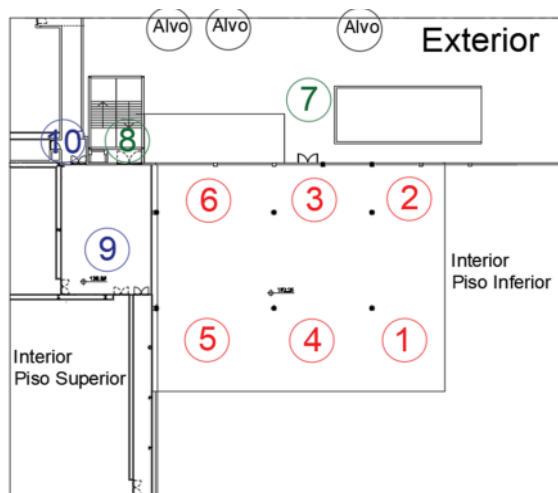 Alvo Alvo Alvo
Exterior
7
10 8
6 3 2
9
Interior
Piso Inferior
5 4 1
Interior
Piso Superior